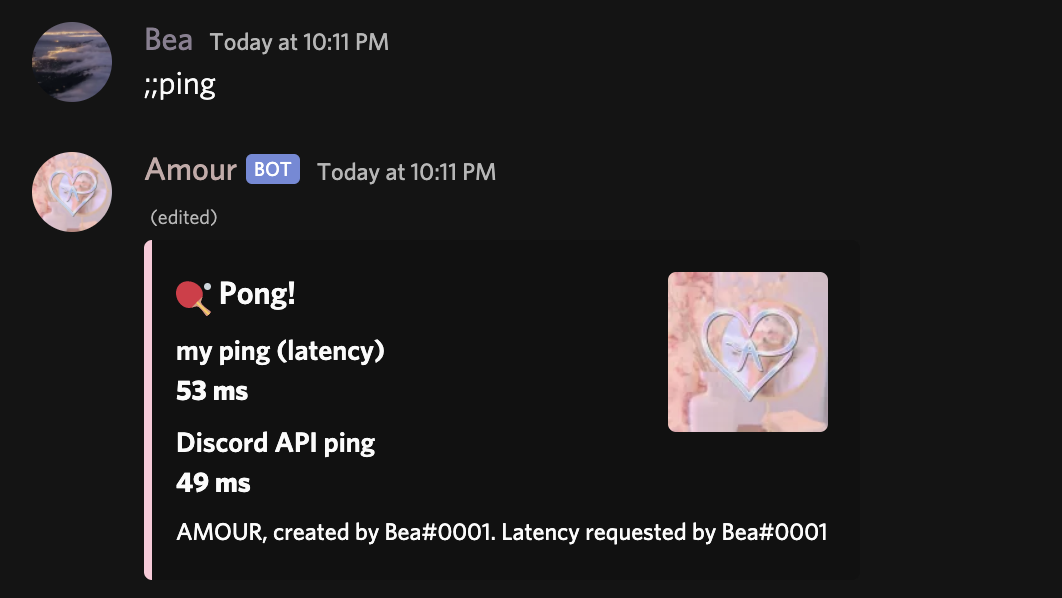 Bea Today at 10:11 PM
;;ping
Amour BOT Today at 10:11 PM
(edited)
Pong!
my ping (latency)
53 ms
A
Discord API ping
49 ms
AMOUR, created by Bea#0001. Latency requested by Bea#0001